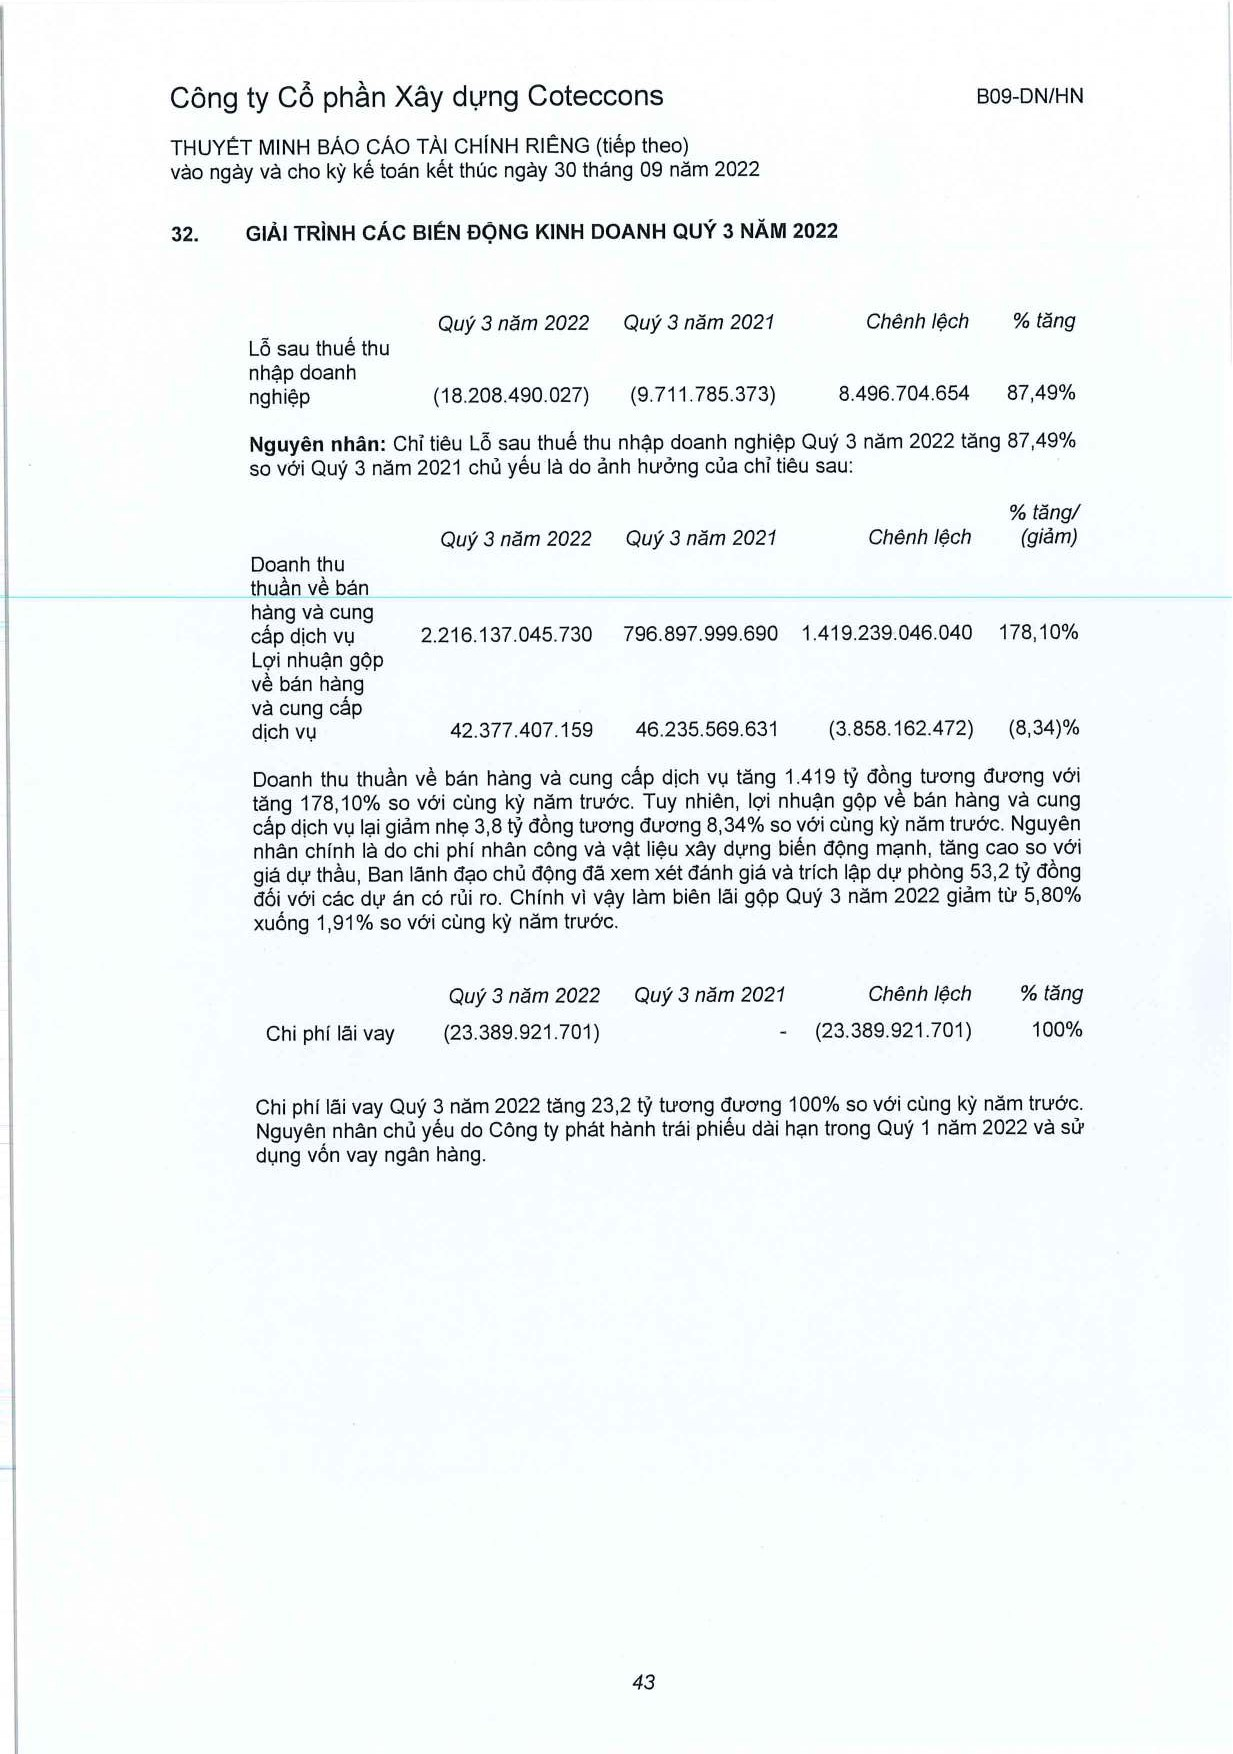 Công ty Cổ phần Xây dựng Coteccons B09-DN/HN
THUYẾT MINH BÁO CÁO TÀI CHÍNH RIÊNG (tiếp theo)
vào ngày và cho kỳ kế toán kết thúc ngày 30 tháng 09 năm 2022
32. GIẢI TRÌNH CÁC BIẾN ĐỘNG KINH DOANH QUÝ 3 NĂM 2022
Quý 3 năm 2022 Quý 3 năm 2021 Chênh lệch % tăng
Lỗ sau thuế thu
nhập doanh
nghiệp (18.208.490.027) (9.711.785.373) 8.496.704.654 87,49%
Nguyên nhân: Chỉ tiêu Lỗ sau thuế thu nhập doanh nghiệp Quý 3 năm 2022 tăng 87,49%
so với Quý 3 năm 2021 chủ yếu là do ảnh hưởng của chỉ tiêu sau:
% tăng/
Quý 3 năm 2022 Quý 3 năm 2021 Chênh lệch (giảm)
Doanh thu
thuần về bán
hàng và cung
cấp dịch vụ 2.216.137.045.730 796.897.999.690 1.419.239.046.040 178,10%
Lợi nhuận gộp
về bán hàng
và cung cấp
dịch vụ 42.377.407.159 46.235.569.631 (3.858.162.472) (8,34)%
Doanh thu thuần về bán hàng và cung cấp dịch vụ tăng 1.419 tỷ đồng tương đương với
tăng 178,10% so với cùng kỳ năm trước. Tuy nhiên, lợi nhuận gộp về bán hàng và cung
cấp dịch vụ lại giảm nhẹ 3,8 tỷ đồng tương đương 8,34% so với cùng kỳ năm trước. Nguyên
nhân chính là do chi phí nhân công và vật liệu xây dựng biến động mạnh, tăng cao so với
giá dự thầu, Ban lãnh đạo chủ động đã xem xét đánh giá và trích lập dự phòng 53,2 tỷ đồng
đối với các dự án có rủi ro. Chính vì vậy làm biên lãi gộp Quý 3 năm 2022 giảm từ 5,80%
xuống 1,91% so với cùng kỳ năm trước.
Quý 3 năm 2022 Quý 3 năm 2021 Chênh lệch % tăng
Chi phí lãi vay (23.389.921.701) - (23.389.921.701) 100%
Chi phí lãi vay Quý 3 năm 2022 tăng 23,2 tỷ tương đương 100% so với cùng kỳ năm trước.
Nguyên nhân chủ yếu do Công ty phát hành trái phiếu dài hạn trong Quý 1 năm 2022 và sử
dụng vốn vay ngân hàng.
43